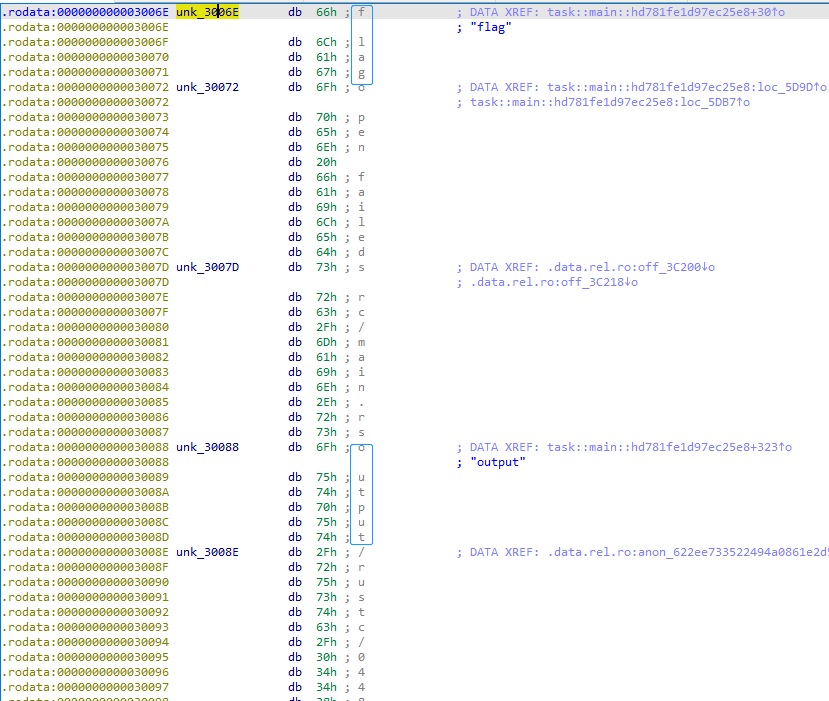 .rodata:000000000003006E unk_3006E db 66h ; f ; DATA XREF: task::main::hd781fe1d97ec25e8+30↑o
.rodata:000000000003006E ; "flag"
.rodata:000000000003006F db 6Ch ; l
.rodata:0000000000030070 db 61h ; a
.rodata:0000000000030071 db 67h ; g
.rodata:0000000000030072 unk_30072 db 6Fh ; o ; DATA XREF: task::main::hd781fe1d97ec25e8:loc_5D9D↑o
.rodata:0000000000030072 ; task::main::hd781fe1d97ec25e8:loc_5DB7↑o
.rodata:0000000000030073 db 70h ; p
.rodata:0000000000030074 db 65h ; e
.rodata:0000000000030075 db 6Eh ; n
.rodata:0000000000030076 db 20h
.rodata:0000000000030077 db 66h ; f
.rodata:0000000000030078 db 61h ; a
.rodata:0000000000030079 db 69h ; i
.rodata:000000000003007A db 6Ch ; l
.rodata:000000000003007B db 65h ; e
.rodata:000000000003007C db 64h ; d
.rodata:000000000003007D unk_3007D db 73h ; s ; DATA XREF: .data.rel.ro:off_3C200↓o
.rodata:000000000003007D ; .data.rel.ro:off_3C218↓o
.rodata:000000000003007E db 72h ; r
.rodata:000000000003007F db 63h ; c
.rodata:0000000000030080 db 2Fh ; /
.rodata:0000000000030081 db 6Dh ; m
.rodata:0000000000030082 db 61h ; a
.rodata:0000000000030083 db 69h ; i
.rodata:0000000000030084 db 6Eh ; n
.rodata:0000000000030085 db 2Eh ; .
.rodata:0000000000030086 db 72h ; r
.rodata:0000000000030087 db 73h ; s
.rodata:0000000000030088 unk_30088 db 6Fh ; o ; DATA XREF: task::main::hd781fe1d97ec25e8+323↑o
.rodata:0000000000030088 ; "output"
.rodata:0000000000030089 db 75h ; u
.rodata:000000000003008A db 74h ; t
.rodata:000000000003008B db 70h ; p
.rodata:000000000003008C db 75h ; u
.rodata:000000000003008D db 74h ; t
.rodata:000000000003008E unk_3008E db 2Fh ; / ; DATA XREF: .data.rel.ro:anon_622ee733522494a0861e2d
.rodata:000000000003008F db 72h ; r
.rodata:0000000000030090 db 75h ; u
.rodata:0000000000030091 db 73h ; s
.rodata:0000000000030092 db 74h ; t
.rodata:0000000000030093 db 63h ; c
.rodata:0000000000030094 db 2Fh ; /
.rodata:0000000000030095 db 30h ; 0
.rodata:0000000000030096 db 34h ; 4
.rodata:0000000000030097 db 34h ; 4